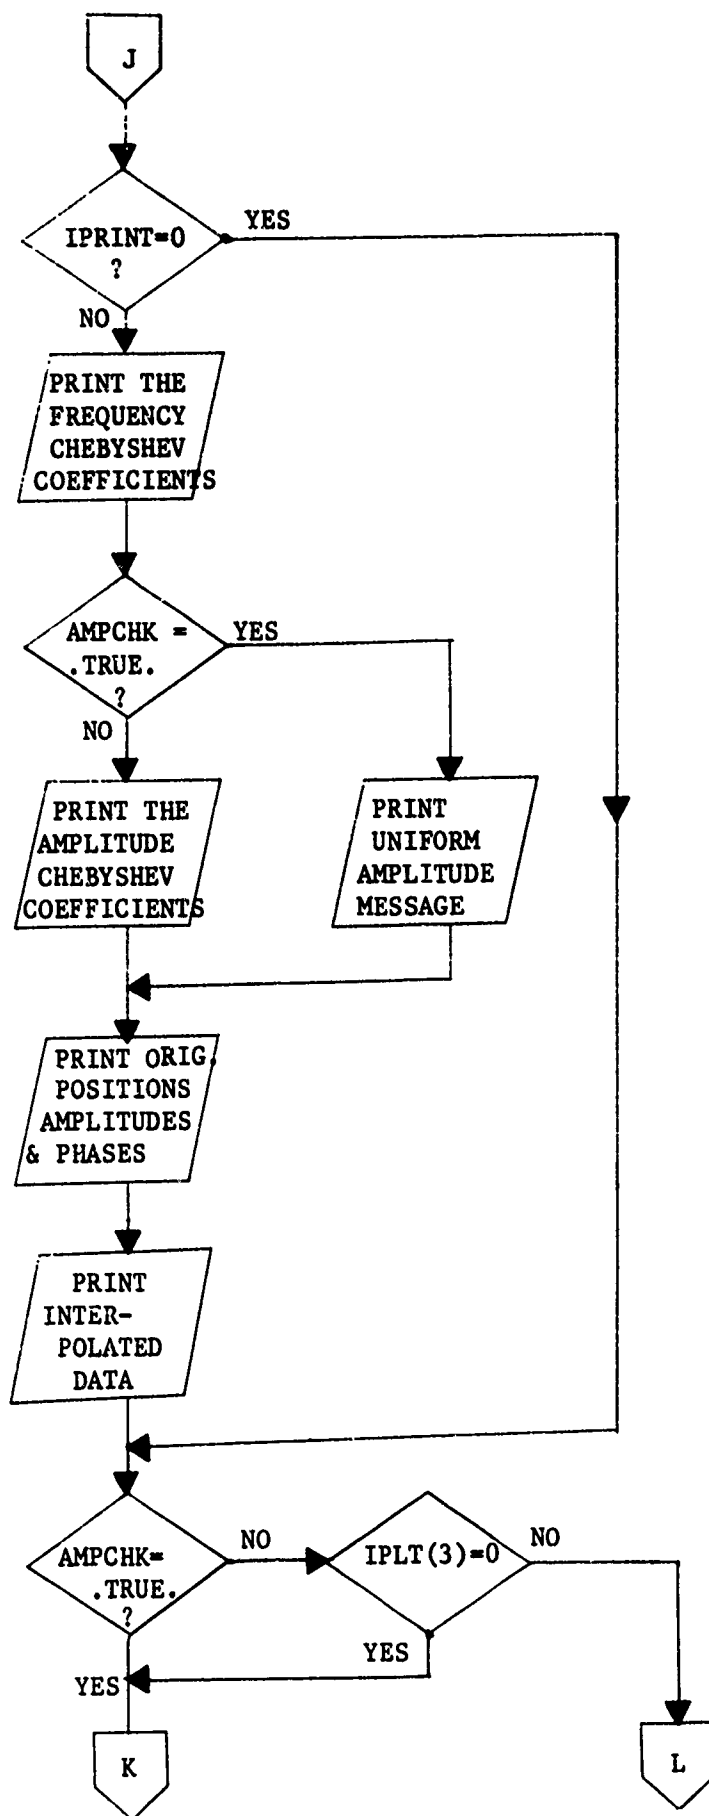 J
IPRINT=0
?
YES
NO
PRINT THE
FREQUENCY
CHEBYSHEV
COEFFICIENTS
AMPCHK =
.TRUE.
?
YES
NO
PRINT THE
AMPLITUDE
CHEBYSHEV
COEFFICIENTS
PRINT
UNIFORM
AMPLITUDE
MESSAGE
PRINT ORIG.
POSITIONS
AMPLITUDES
& PHASES
PRINT
INTER-
POLATED
DATA
AMPCHK=
.TRUE.
?
NO
IPLT(3)=0
NO
YES
YES
K
L